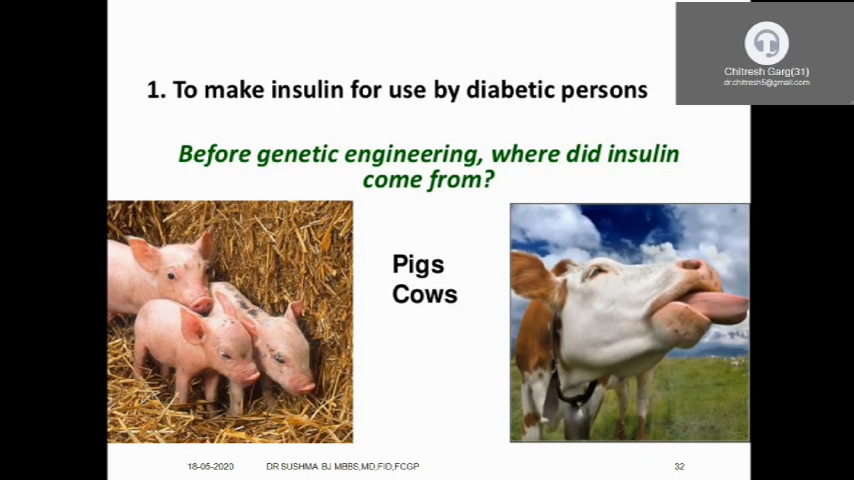 Chitresh Garg(31)
dr.chitresh5@gmail.com
1. To make insulin for use by diabetic persons
Before genetic engineering, where did insulin
come from?
Pigs
Cows
18-05-2020 DR SUSHMA BJ MBBS,MD,FID,FCGP 32